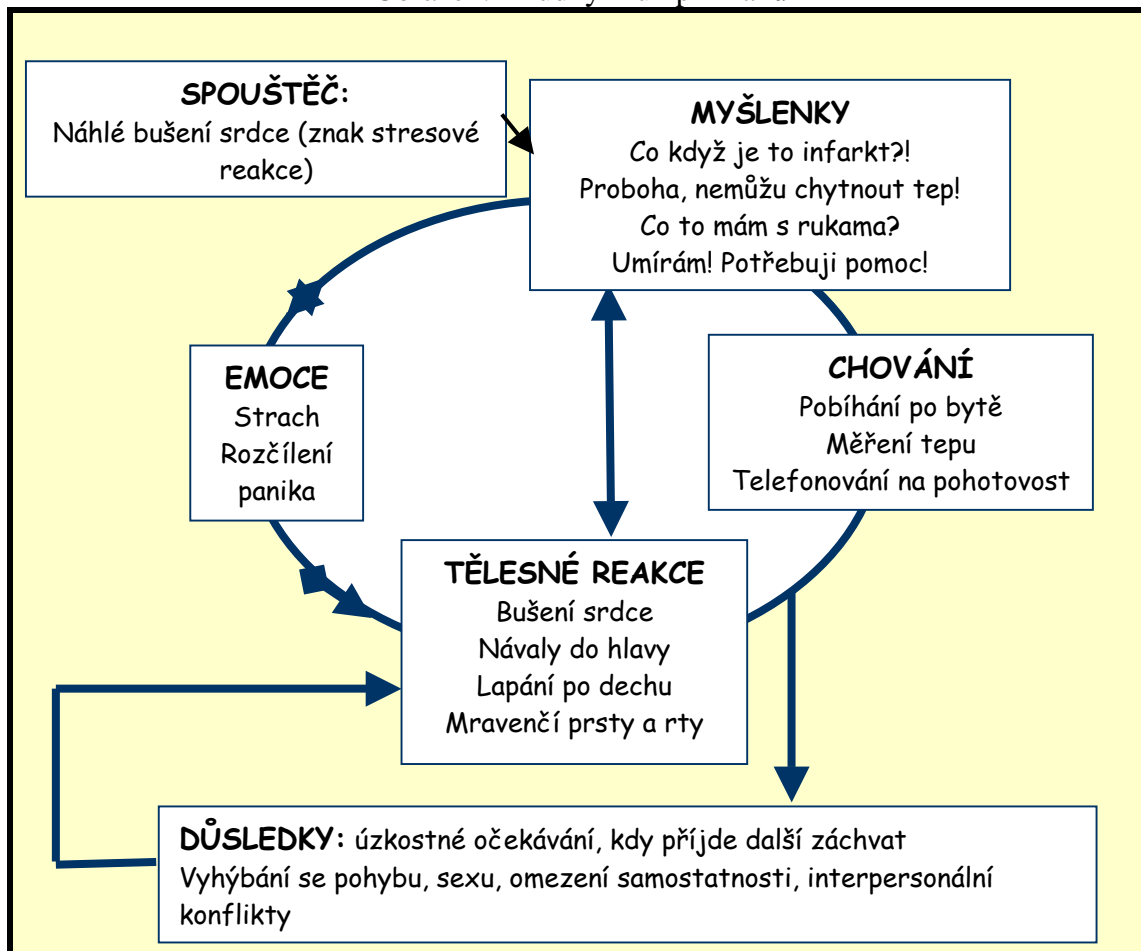 SPOUŠTĚČ:
Náhlé bušení srdce (znak stresové
reakce)
MYŠLENKY
Co když je to infarkt?!
Proboha, nemůžu chytnout tep!
Co to mám s rukama?
Umírám! Potřebuji pomoc!
EMOCE
Strach
Rozčílení
panika
CHOVÁNÍ
Pobíhání po bytě
Měření tepu
Telefonování na pohotovost
TĚLESNÉ REAKCE
Bušení srdce
Návaly do hlavy
Lapání po dechu
Mravenčí prsty a rty
DŮSLEDKY: úzkostné očekávání, kdy příjde další záchvat
Vyhýbání se pohybu, sexu, omezení samostatnosti, interpersonální
konflikty